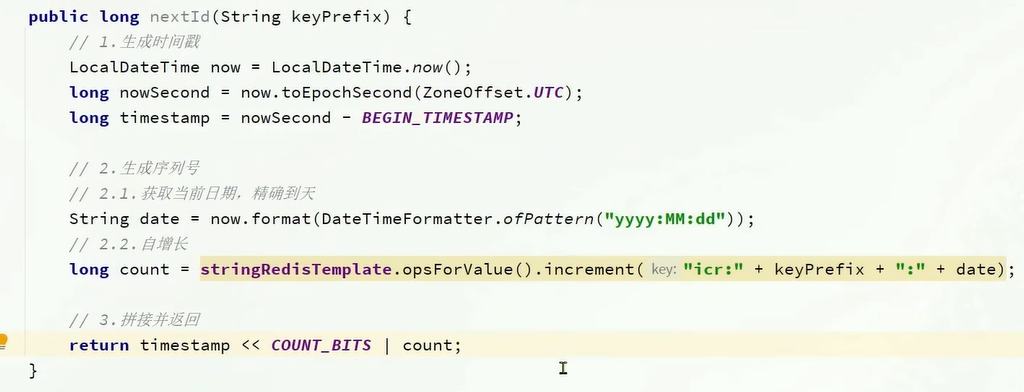 public long nextId(String keyPrefix) {
// 1.生成时间戳
LocalDateTime now = LocalDateTime.now();
long nowSecond = now.toEpochSecond(ZoneOffset.UTC);
long timestamp = nowSecond - BEGIN_TIMESTAMP;
// 2.生成序列号
// 2.1.获取当前日期，精确到天
String date = now.format(DateTimeFormatter.ofPattern("yyyy:MM:dd"));
// 2.2.自增长
long count = stringRedisTemplate.opsForValue().increment( key: "icr:" + keyPrefix + ":" + date);
// 3.拼接并返回
return timestamp << COUNT_BITS | count;
}